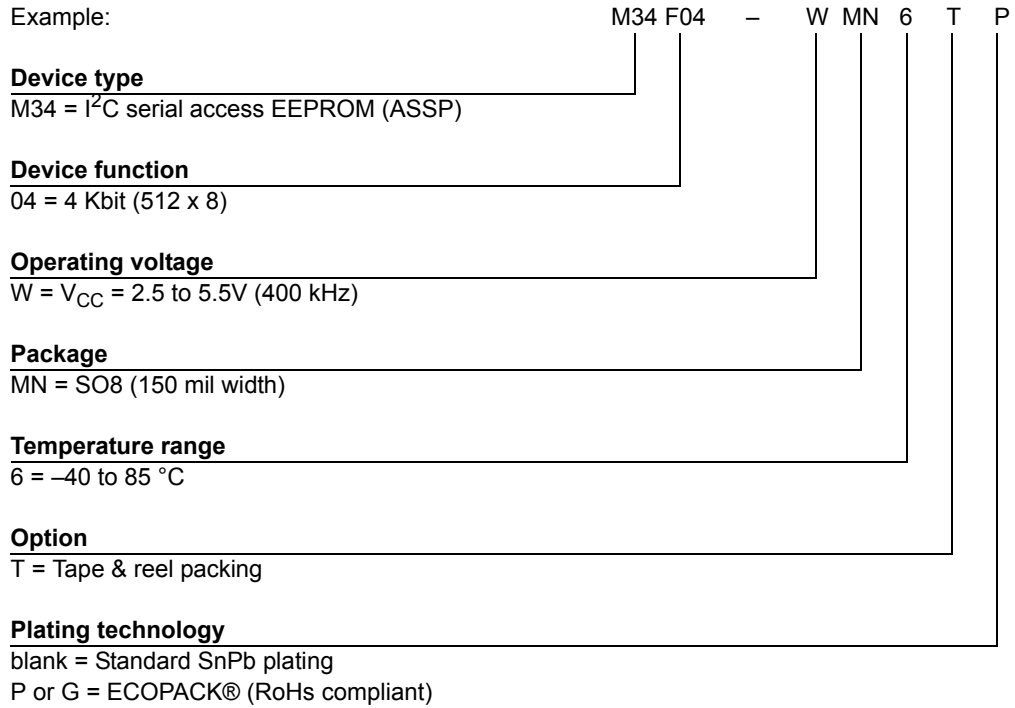 Example: M34 F04 – W MN 6 T P
Device type
M34 = I²C serial access EEPROM (ASSP)
Device function
04 = 4 Kbit (512 x 8)
Operating voltage
W = VCC = 2.5 to 5.5V (400 kHz)
Package
MN = SO8 (150 mil width)
Temperature range
6 = –40 to 85 °C
Option
T = Tape & reel packing
Plating technology
blank = Standard SnPb plating
P or G = ECOPACK® (RoHs compliant)